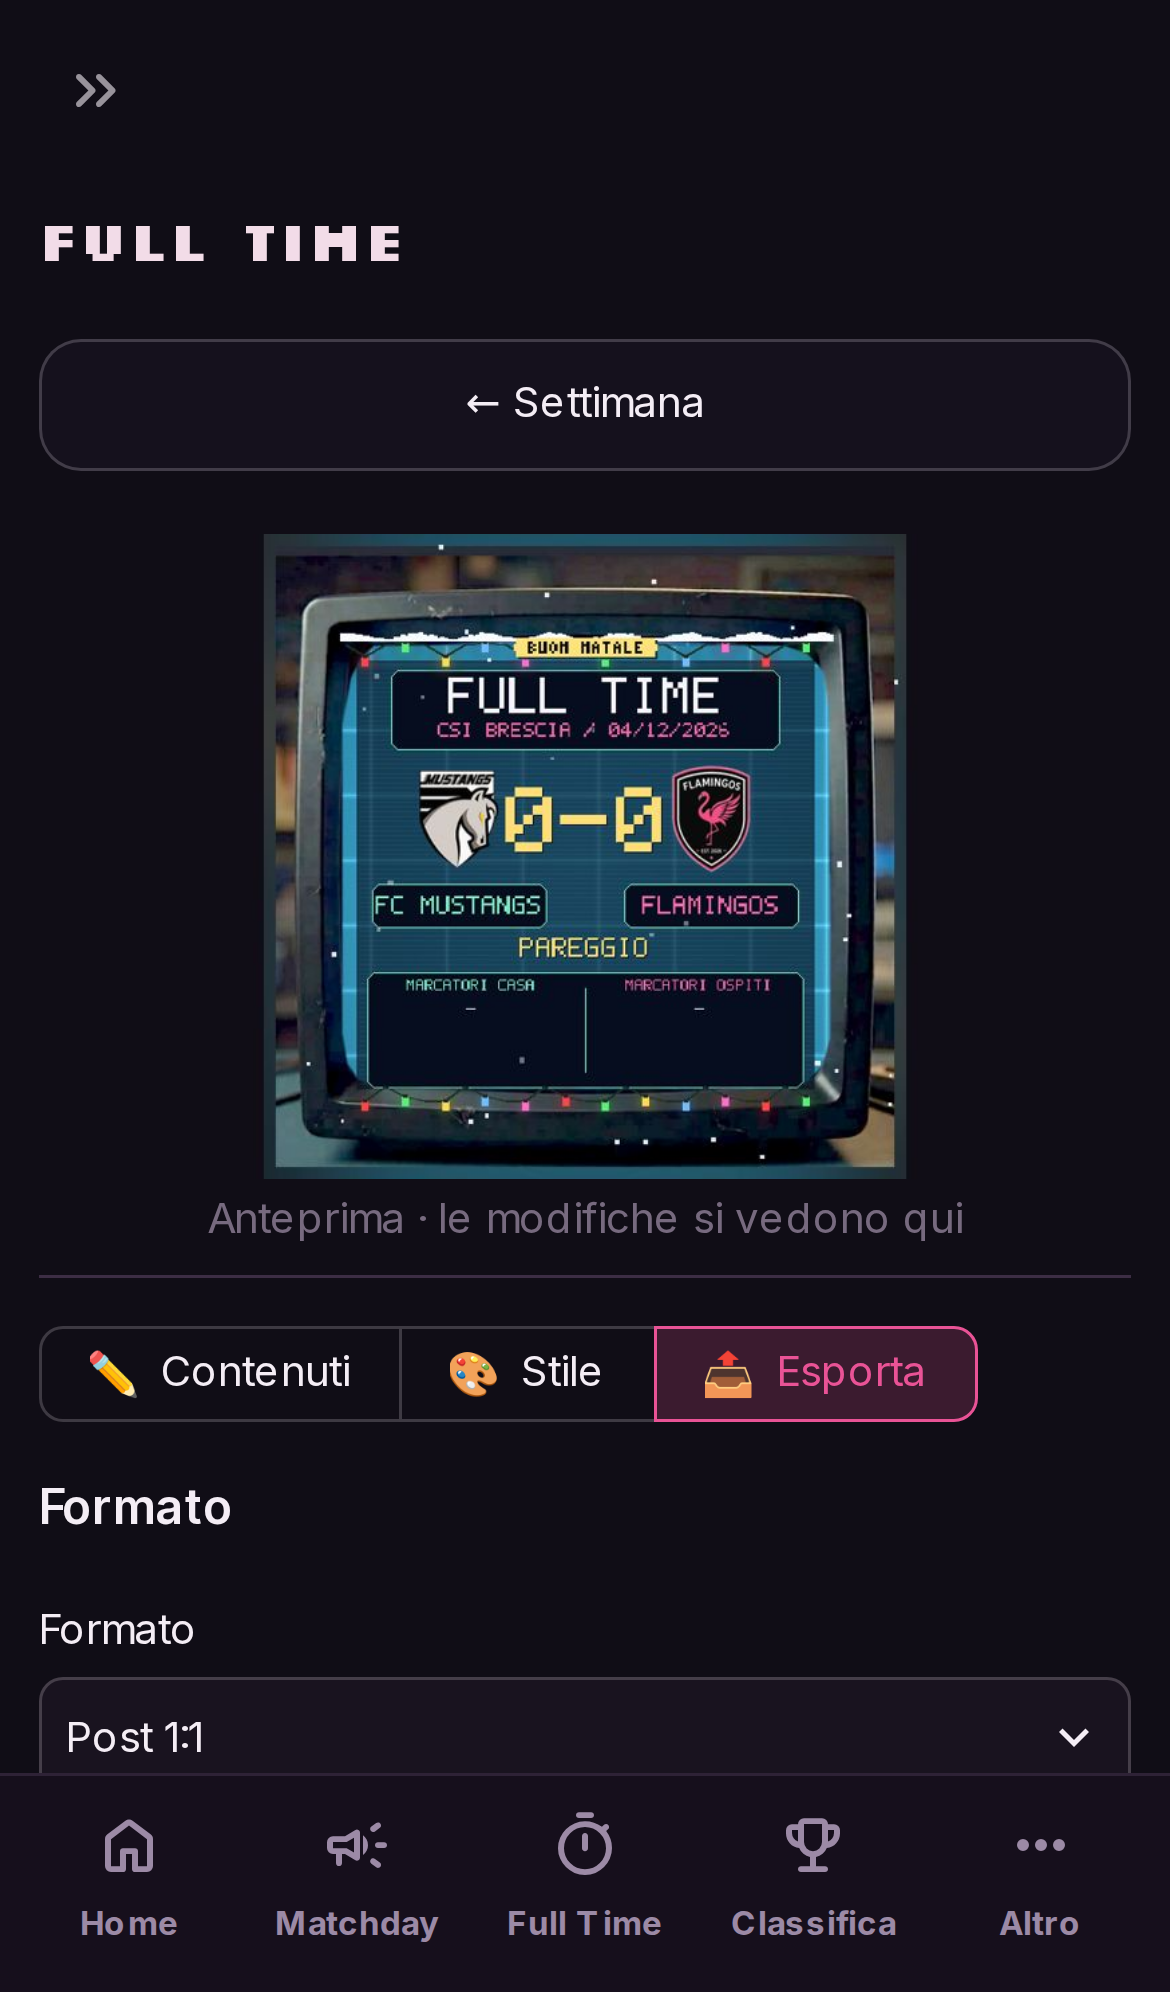 FULL TIME
← Settimana
BUON NATALE
FULL TIME
CSI BRESCIA / 04/12/2026
MUSTANGS
0-0
FLAMINGOS
FC MUSTANGS
FLAMINGOS
PAREGGIO
MARCATORI CASA
MARCATORI OSPITI
–
–
Anteprima · le modifiche si vedono qui
Contenuti
Stile
Esporta
Formato
Formato
Post 1:1
Home
Matchday
Full Time
Classifica
Altro